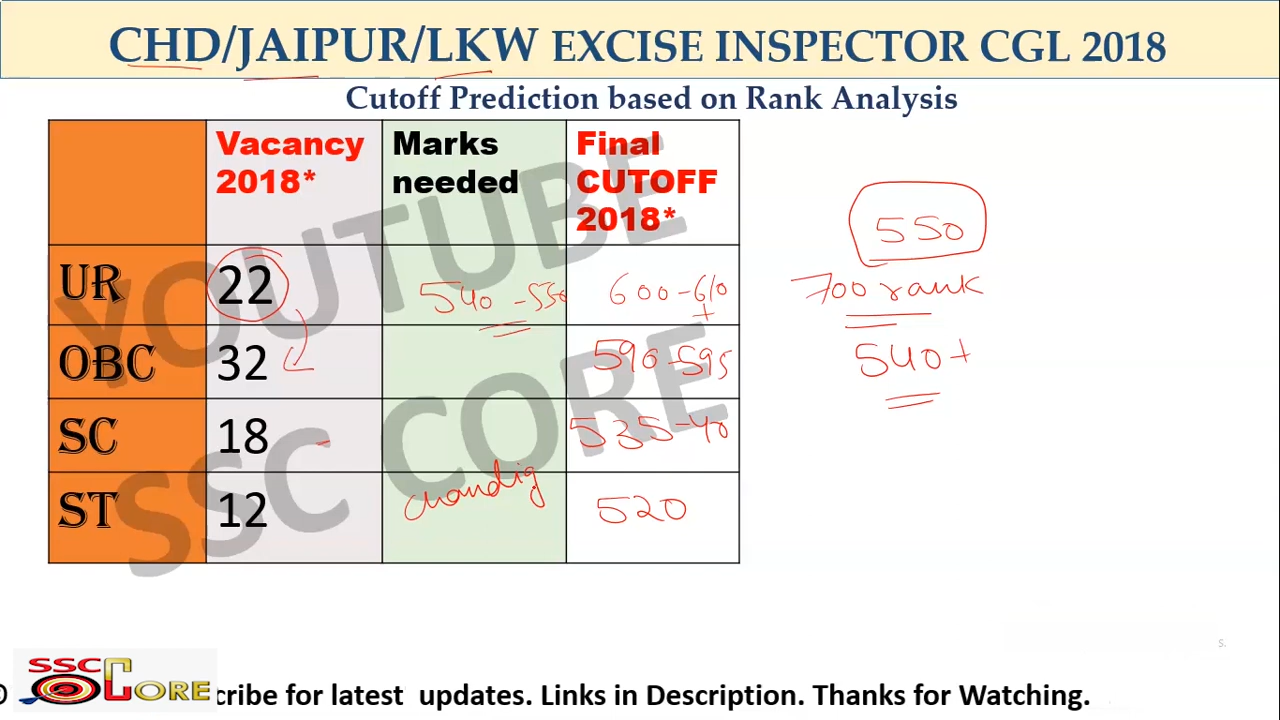 CHD/JAIPUR/LKW EXCISE INSPECTOR CGL 2018
Cutoff Prediction based on Rank Analysis
Vacancy 2018* Marks needed Final CUTOFF 2018*
UR 22 540 - 550 600 - 610 +
OBC 32 590 - 595
SC 18 535 - 40
ST 12 chandig 520
550
700 rank
540 +
YOUTUBE
SSC CORE
s.
SSC CORE
cribe for latest updates. Links in Description. Thanks for Watching.